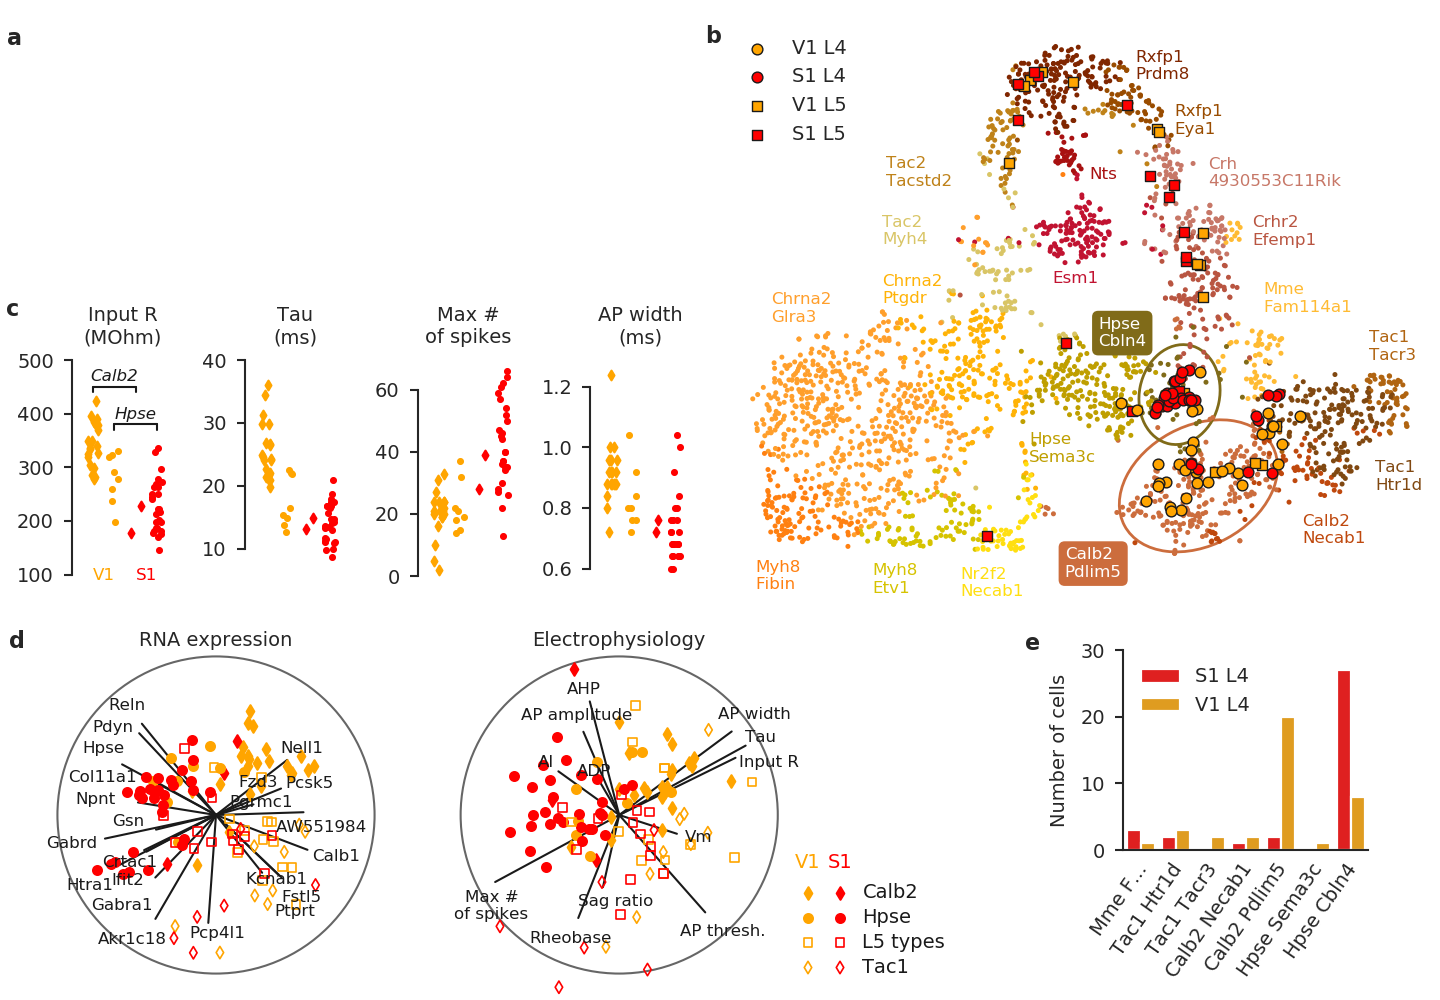 a
b
V1 L4
S1 L4
V1 L5
S1 L5
Rxfp1
Prdm8
Rxfp1
Eya1
Tac2
Tacstd2
Nts
Crh
4930553C11Rik
Tac2
Myh4
Crhr2
Efemp1
Esm1
Chrna2
Ptgdr
Chrna2
Glra3
Mme
Fam114a1
Hpse
Cbln4
Tac1
Tacr3
Hpse
Sema3c
Tac1
Htr1d
Calb2
Necab1
Calb2
Pdlim5
Myh8
Fibin
Myh8
Etv1
Nr2f2
Necab1
c
Input R
(MOhm)
500
400
300
200
100
Calb2
Hpse
V1
S1
Tau
(ms)
40
30
20
10
Max #
of spikes
60
40
20
0
AP width
(ms)
1.2
1.0
0.8
0.6
d
RNA expression
Reln
Pdyn
Hpse
Col11a1
Npnt
Gsn
Gabrd
Crtac1
Htra1
Gabra1
Akr1c18
Pcp4l1
Nell1
Fzd3
Pcsk5
Pgrmc1
AW551984
Calb1
Kcnab1
Fstl5
Ptprt
Electrophysiology
AHP
AP amplitude
AP width
Tau
Input R
AI
ADP
Vm
Max #
of spikes
Sag ratio
Rheobase
AP thresh.
V1 S1
Calb2
Hpse
L5 types
Tac1
e
Number of cells
30
20
10
0
S1 L4
V1 L4
Mme F...
Tac1 Htr1d
Tac1 Tacr3
Calb2 Necab1
Calb2 Pdlim5
Hpse Sema3c
Hpse Cbln4